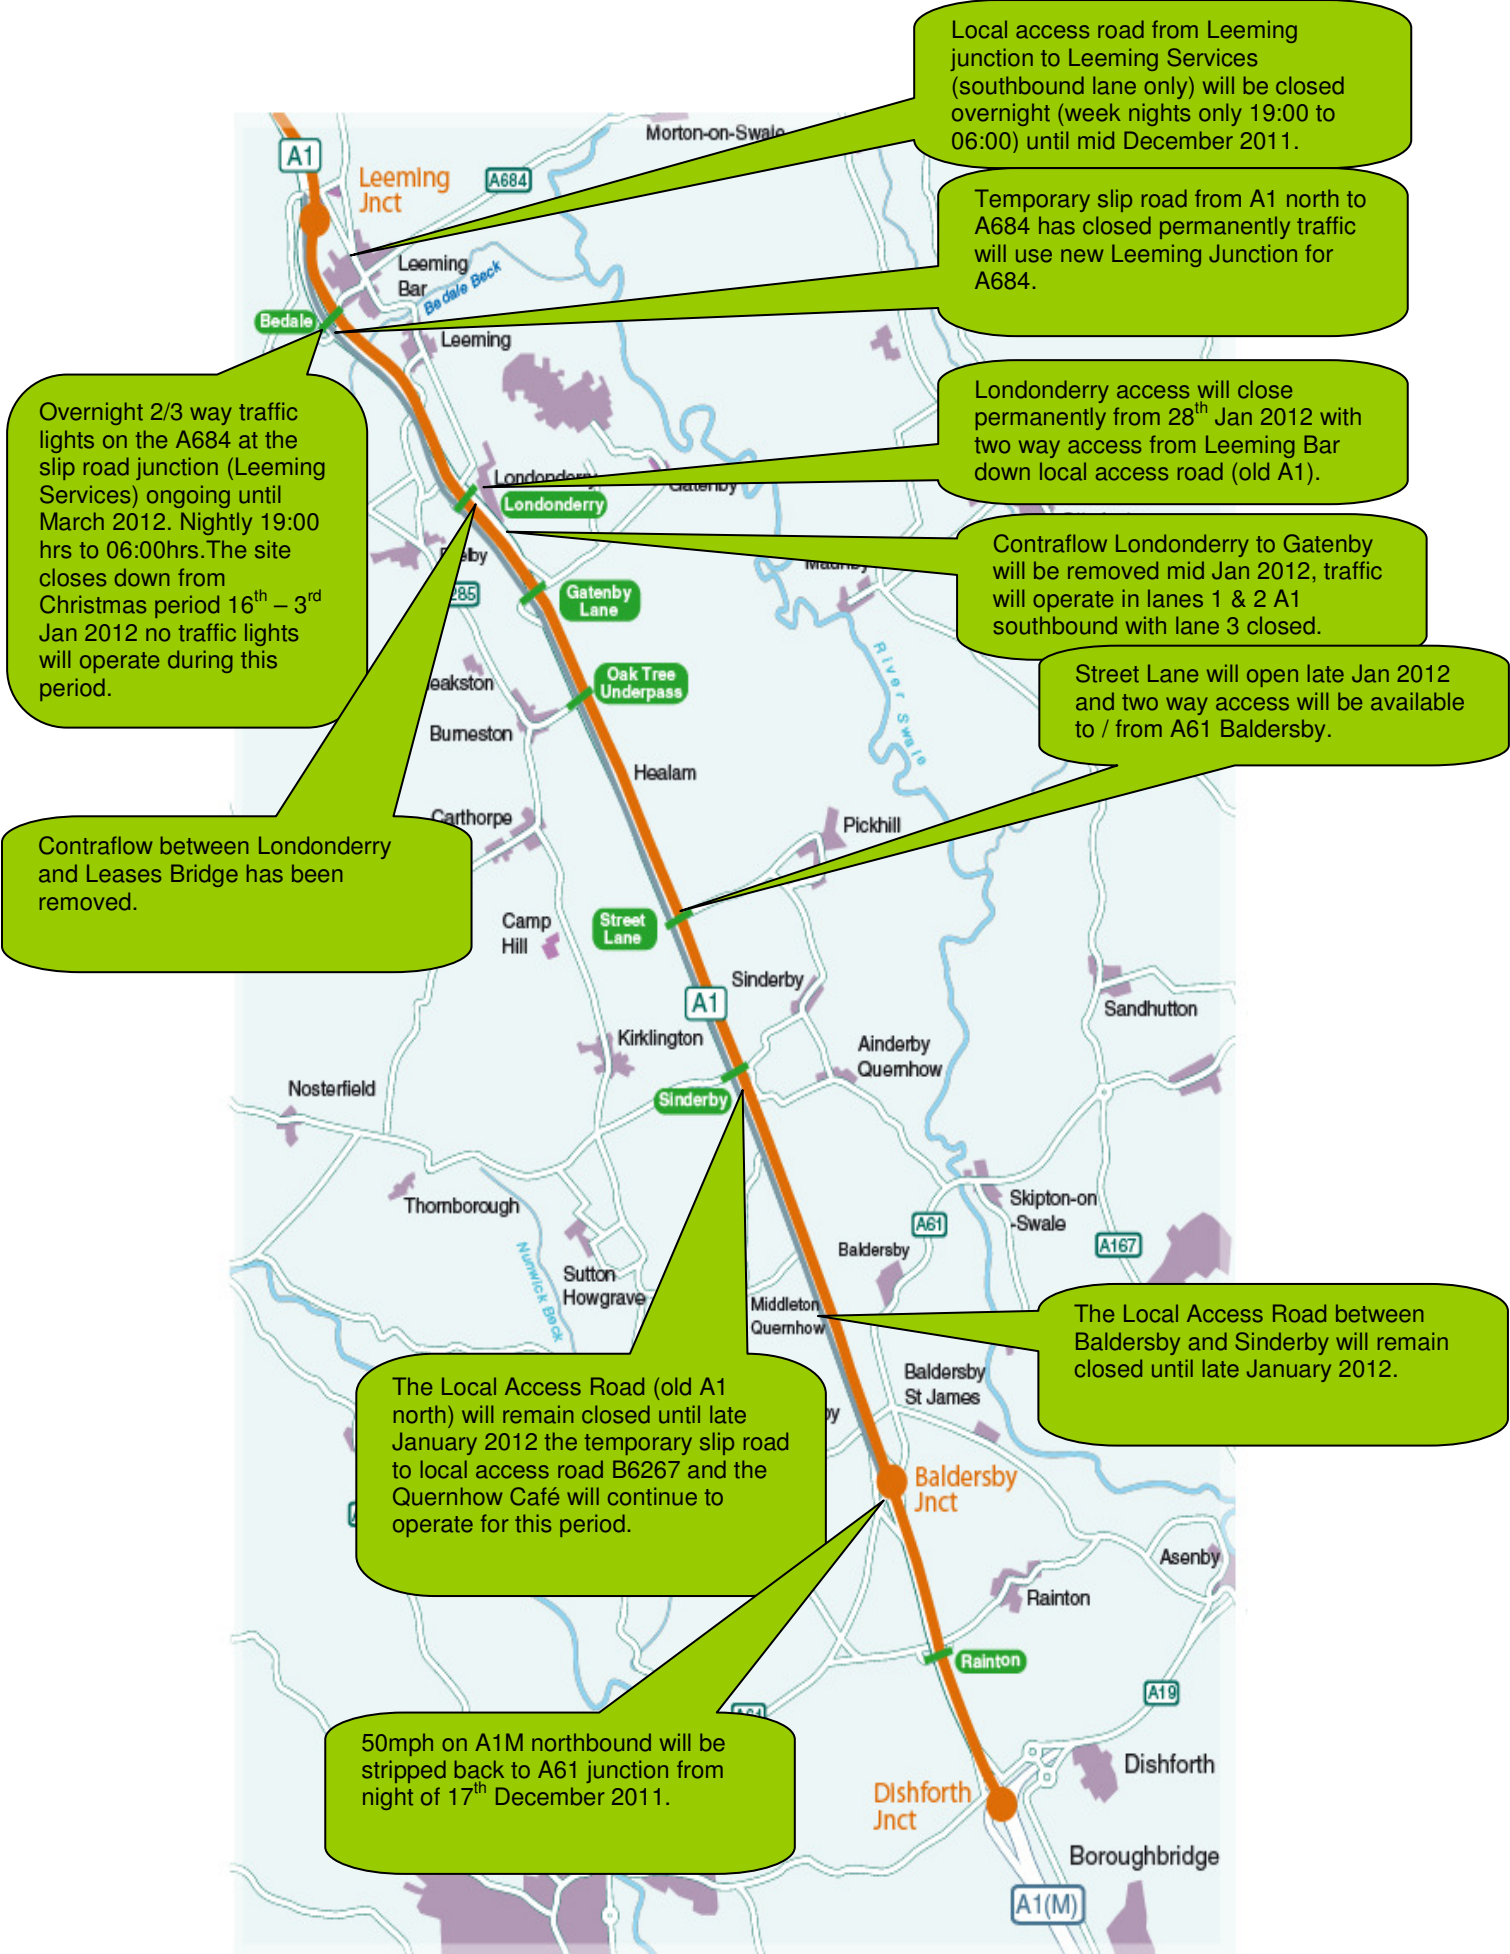 Local access road from Leeming
junction to Leeming Services
(southbound lane only) will be closed
overnight (week nights only 19:00 to
06:00) until mid December 2011.
Temporary slip road from A1 north to
A684 has closed permanently traffic
will use new Leeming Junction for
A684.
Londonderry access will close
permanently from 28th Jan 2012 with
two way access from Leeming Bar
down local access road (old A1).
Contraflow Londonderry to Gatenby
will be removed mid Jan 2012, traffic
will operate in lanes 1 & 2 A1
southbound with lane 3 closed.
Street Lane will open late Jan 2012
and two way access will be available
to / from A61 Baldersby.
Overnight 2/3 way traffic
lights on the A684 at the
slip road junction (Leeming
Services) ongoing until
March 2012. Nightly 19:00
hrs to 06:00hrs.The site
closes down from
Christmas period 16th – 3rd
Jan 2012 no traffic lights
will operate during this
period.
Contraflow between Londonderry
and Leases Bridge has been
removed.
The Local Access Road between
Baldersby and Sinderby will remain
closed until late January 2012.
The Local Access Road (old A1
north) will remain closed until late
January 2012 the temporary slip road
to local access road B6267 and the
Quernhow Café will continue to
operate for this period.
50mph on A1M northbound will be
stripped back to A61 junction from
night of 17th December 2011.
Morton-on-Swale
A1
Leeming
Jnct
A684
Leeming
Bar
Bedale Beck
Bedale
Leeming
Londonderry
Londonderry
Gatenby
Gatenby
Lane
Oak Tree
Underpass
Burneston
Healam
River Swale
Carthorpe
Pickhill
Camp
Hill
Street
Lane
Sinderby
A1
Sandhutton
Kirklington
Ainderby
Quernhow
Nosterfield
Sinderby
Thornborough
Skipton-on
-Swale
A61
A167
Baldersby
Nunwick Beck
Sutton
Howgrave
Middleton
Quernhow
Baldersby
St James
Baldersby
Jnct
Asenby
Rainton
Rainton
A19
Dishforth
Dishforth
Jnct
Boroughbridge
A1(M)